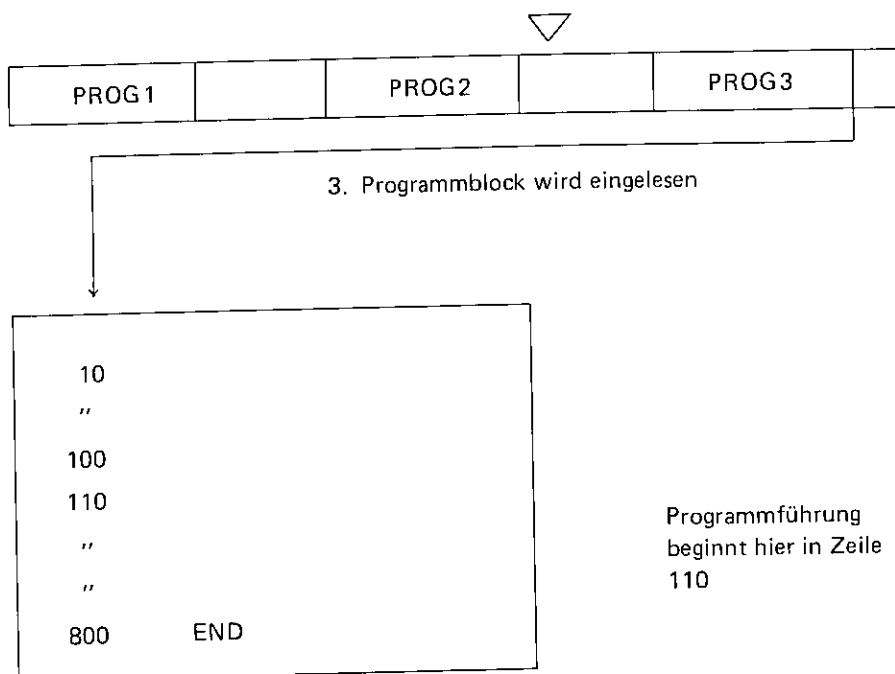 PROG1 PROG2 PROG3
3. Programmblock wird eingelesen
10
"
100
110
"
"
800 END
Programmführung
beginnt hier in Zeile
110